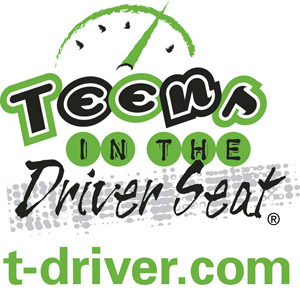 Teens
IN THE
Driver Seat®
t-driver.com